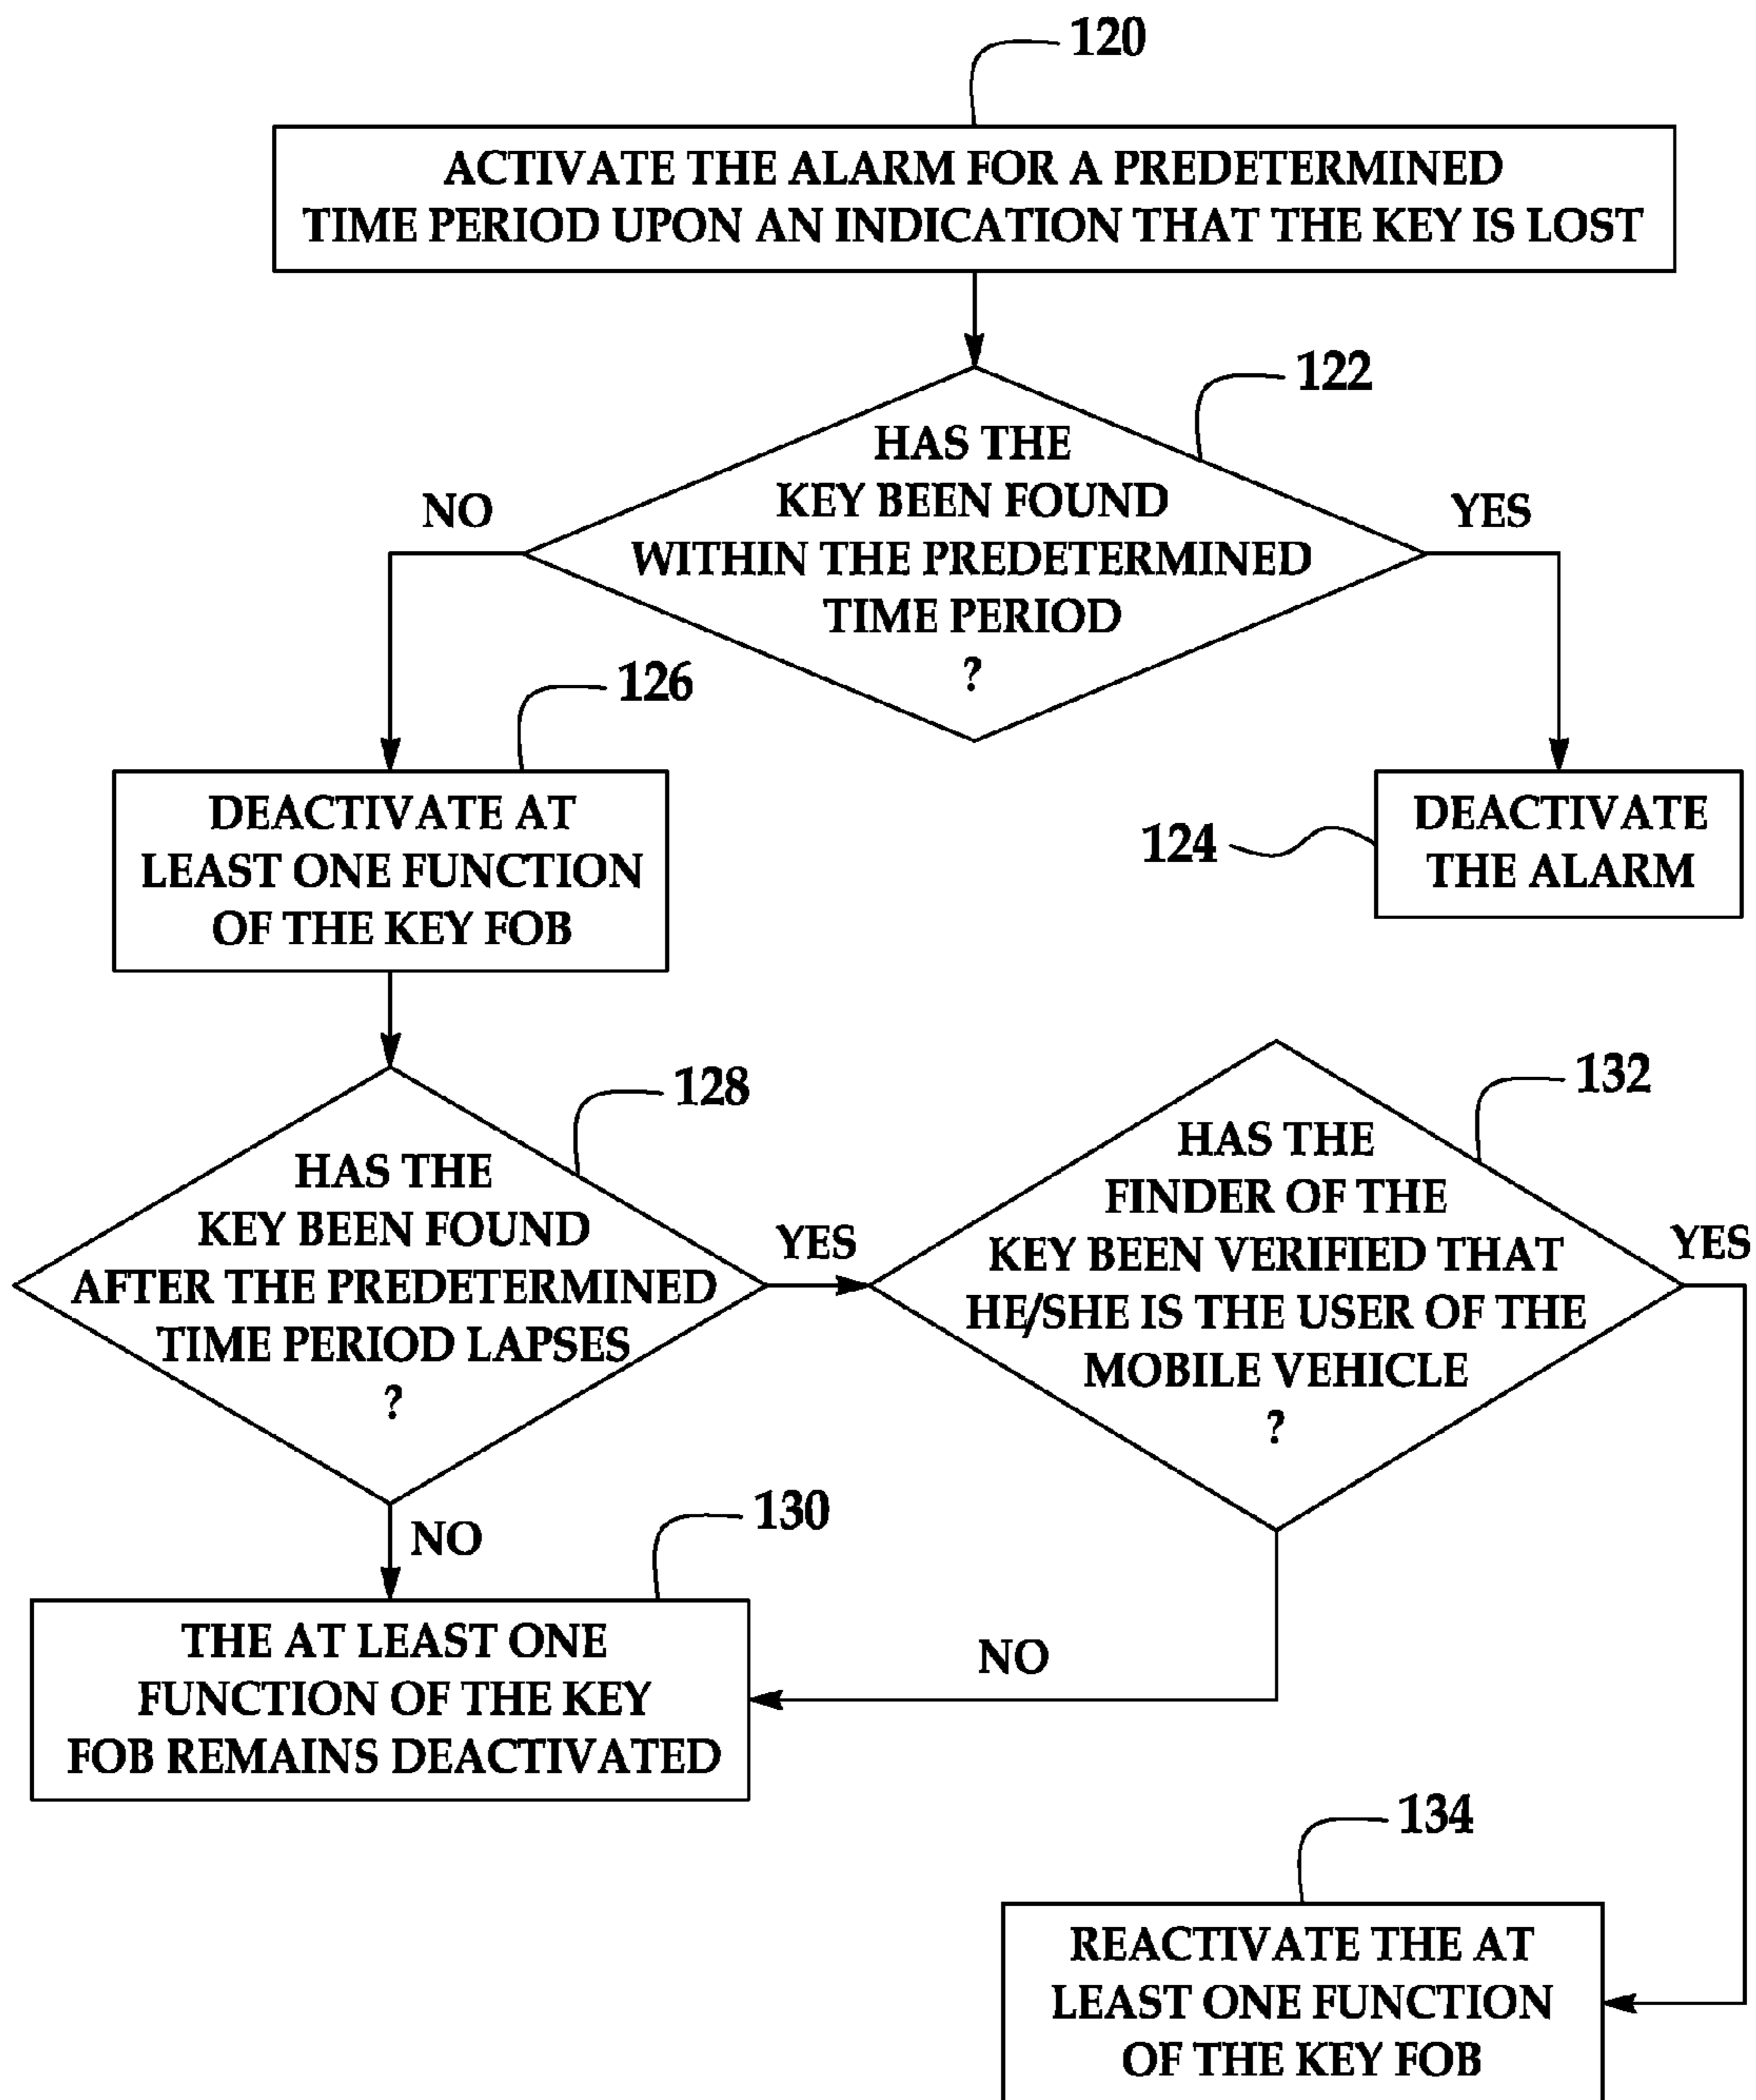 120
ACTIVATE THE ALARM FOR A PREDETERMINED
TIME PERIOD UPON AN INDICATION THAT THE KEY IS LOST
122
HAS THE
KEY BEEN FOUND
WITHIN THE PREDETERMINED
TIME PERIOD
?
NO
YES
126
DEACTIVATE AT
LEAST ONE FUNCTION
OF THE KEY FOB
124
DEACTIVATE
THE ALARM
128
HAS THE
KEY BEEN FOUND
AFTER THE PREDETERMINED
TIME PERIOD LAPSES
?
YES
132
HAS THE
FINDER OF THE
KEY BEEN VERIFIED THAT
HE/SHE IS THE USER OF THE
MOBILE VEHICLE
?
YES
NO
130
THE AT LEAST ONE
FUNCTION OF THE KEY
FOB REMAINS DEACTIVATED
NO
134
REACTIVATE THE AT
LEAST ONE FUNCTION
OF THE KEY FOB